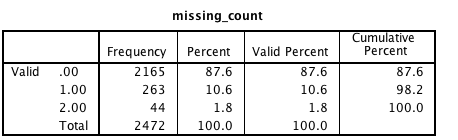 missing_count
Cumulative
Frequency Percent Valid Percent Percent
Valid .00 2165 87.6 87.6 87.6
1.00 263 10.6 10.6 98.2
2.00 44 1.8 1.8 100.0
Total 2472 100.0 100.0